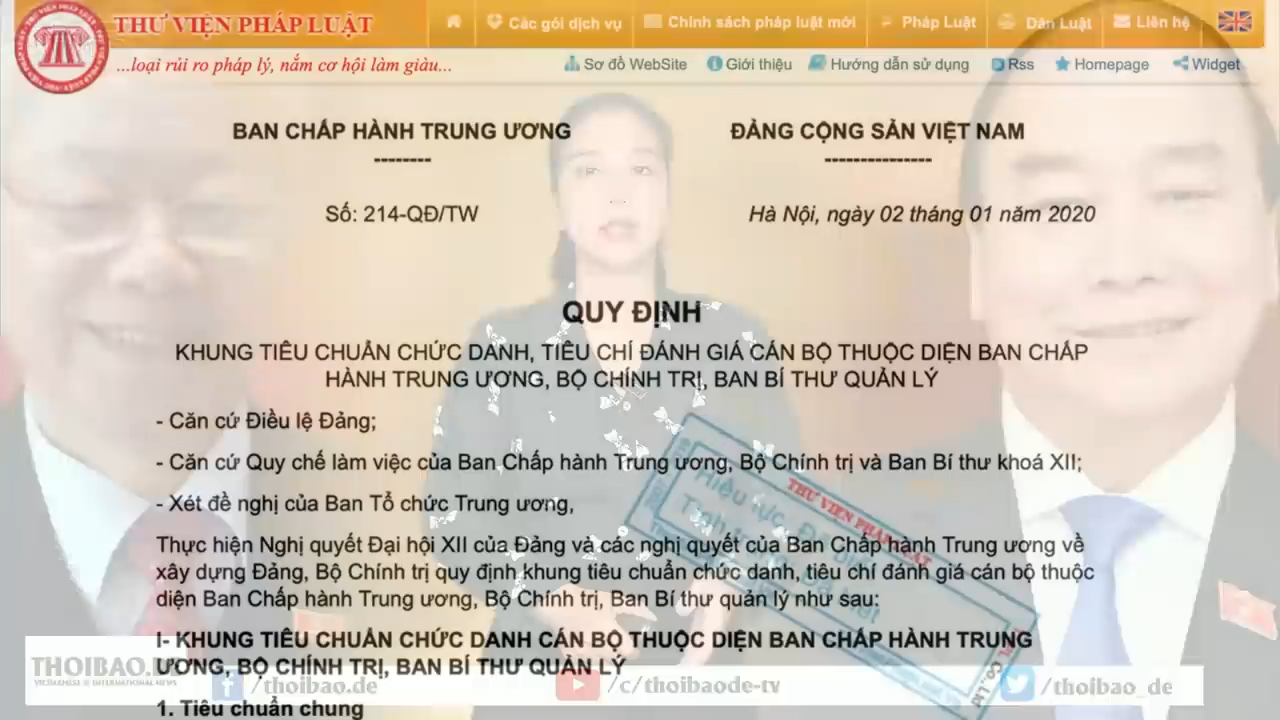 THƯ VIỆN PHÁP LUẬT
...loại rủi ro pháp lý, nắm cơ hội làm giàu...
Các gói dịch vụ
Chính sách pháp luật mới
Pháp Luật
Dân Luật
Liên hệ
Sơ đồ WebSite
Giới thiệu
Hướng dẫn sử dụng
Rss
Homepage
Widget
BAN CHẤP HÀNH TRUNG ƯƠNG
ĐẢNG CỘNG SẢN VIỆT NAM
--------
---------------
Số: 214-QĐ/TW
Hà Nội, ngày 02 tháng 01 năm 2020
QUY ĐỊNH
KHUNG TIÊU CHUẨN CHỨC DANH, TIÊU CHÍ ĐÁNH GIÁ CÁN BỘ THUỘC DIỆN BAN CHẤP
HÀNH TRUNG ƯƠNG, BỘ CHÍNH TRỊ, BAN BÍ THƯ QUẢN LÝ
- Căn cứ Điều lệ Đảng;
- Căn cứ Quy chế làm việc của Ban Chấp hành Trung ương, Bộ Chính trị và Ban Bí thư khoá XII;
- Xét đề nghị của Ban Tổ chức Trung ương,
THƯ VIỆN PHÁP LUẬT
Hiệu lực:
Thực hiện Nghị quyết Đại hội XII của Đảng và các nghị quyết của Ban Chấp hành Trung ương về
xây dựng Đảng, Bộ Chính trị quy định khung tiêu chuẩn chức danh, tiêu chí đánh giá cán bộ thuộc
diện Ban Chấp hành Trung ương, Bộ Chính trị, Ban Bí thư quản lý như sau:
I- KHUNG TIÊU CHUẨN CHỨC DANH CÁN BỘ THUỘC DIỆN BAN CHẤP HÀNH TRUNG
ƯƠNG, BỘ CHÍNH TRỊ, BAN BÍ THƯ QUẢN LÝ
THOIBAO.DE
VIETNAMESE @ INTERNATIONAL NEWS
/thoibao.de
/c/thoibaode-tv
/thoibao_de
1. Tiêu chuẩn chung